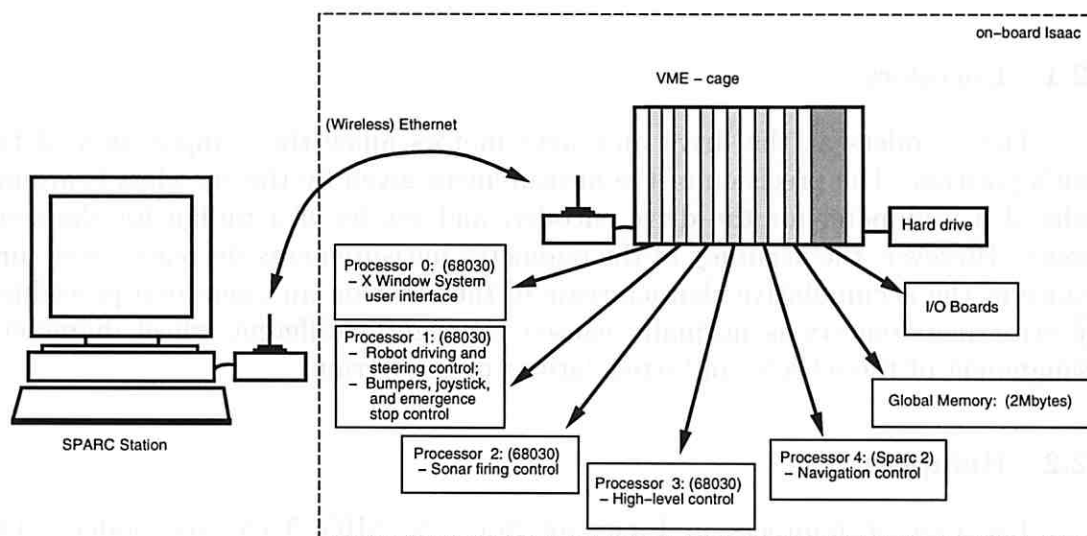 on–board Isaac
VME – cage
(Wireless) Ethernet
Hard drive
Processor 0: (68030)
– X Window System
user interface
I/O Boards
Processor 1: (68030)
– Robot driving and
steering control;
– Bumpers, joystick,
and emergence
stop control
Global Memory: (2Mbytes)
SPARC Station
Processor 2: (68030)
– Sonar firing control
Processor 3: (68030)
– High–level control
Processor 4: (Sparc 2)
– Navigation control